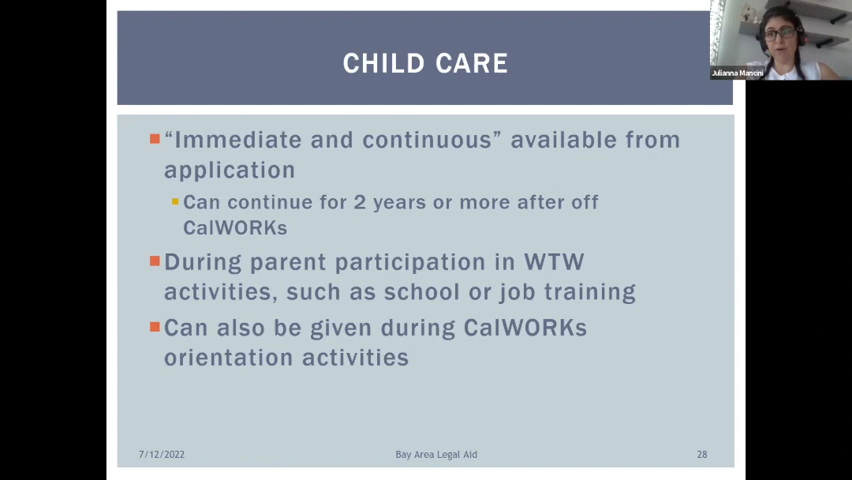 CHILD CARE
Julianna Mancini
“Immediate and continuous” available from
application
Can continue for 2 years or more after off
CalWORKs
During parent participation in WTW
activities, such as school or job training
Can also be given during CalWORKs
orientation activities
7/12/2022
Bay Area Legal Aid
28